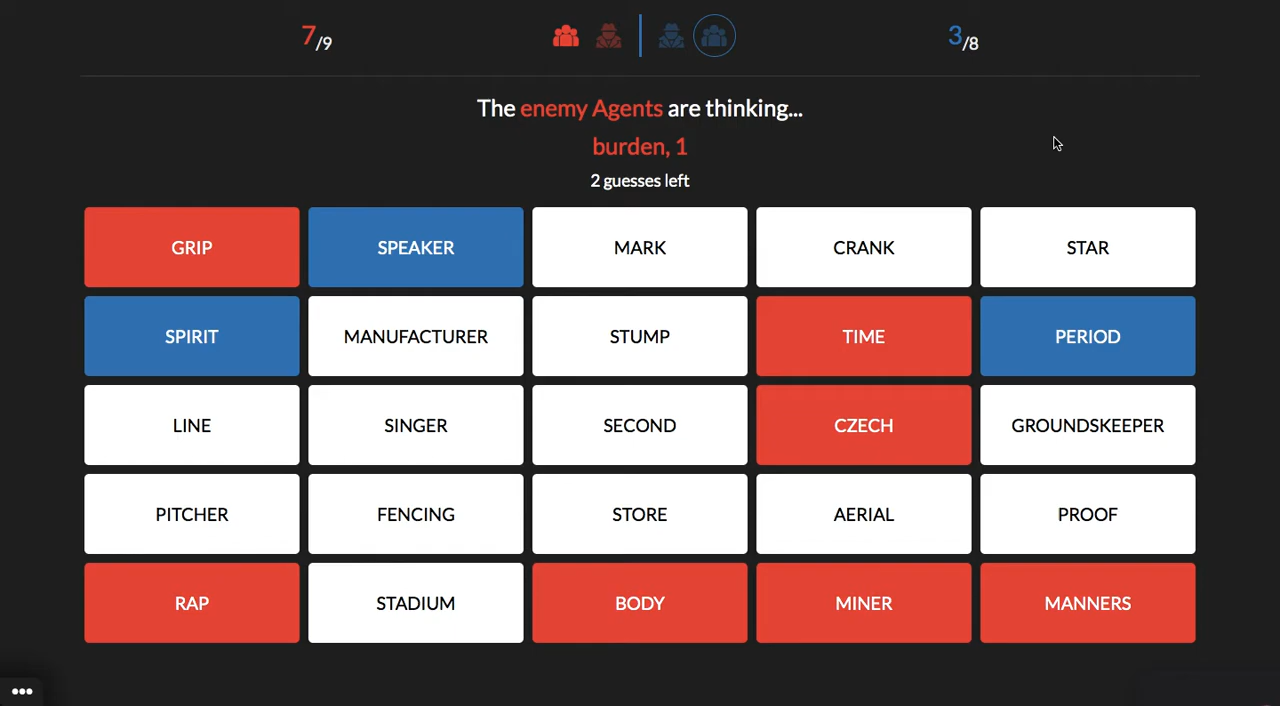 7/9 3/8
The enemy Agents are thinking...
burden, 1
2 guesses left
GRIP SPEAKER MARK CRANK STAR
SPIRIT MANUFACTURER STUMP TIME PERIOD
LINE SINGER SECOND CZECH GROUNDSKEEPER
PITCHER FENCING STORE AERIAL PROOF
RAP STADIUM BODY MINER MANNERS